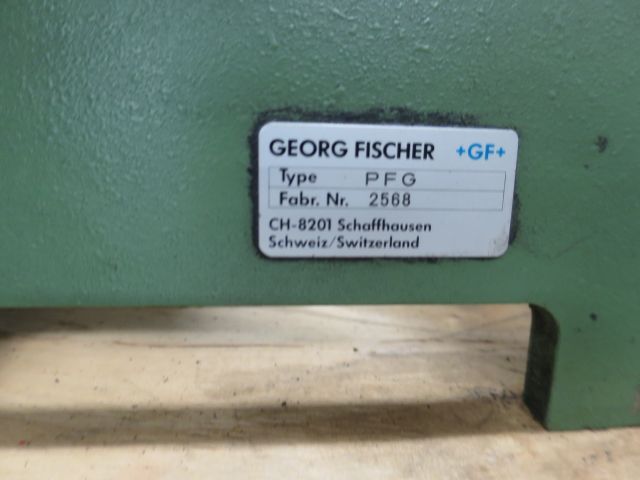 GEORG FISCHER +GF+
Type PFG
Fabr. Nr. 2568
CH-8201 Schaffhausen
Schweiz/Switzerland